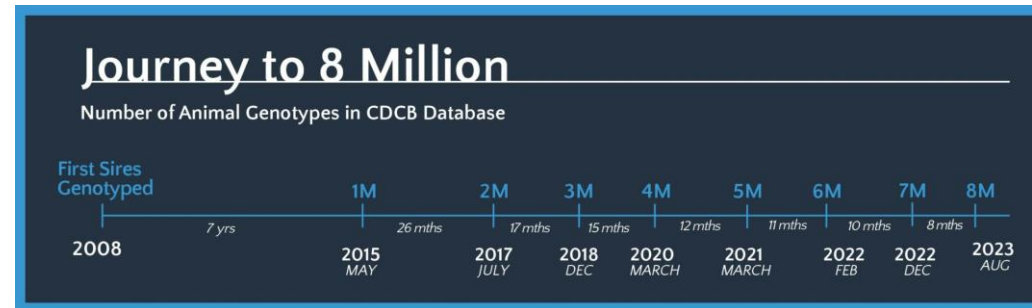 Journey to 8 Million
Number of Animal Genotypes in CDCB Database
First Sires
Genotyped
1M 2M 3M 4M 5M 6M 7M 8M
7 yrs 26 mths 17 mths 15 mths 12 mths 11 mths 10 mths 8 mths
2008 2015 2017 2018 2020 2021 2022 2022 2023
MAY JULY DEC MARCH MARCH FEB DEC AUG